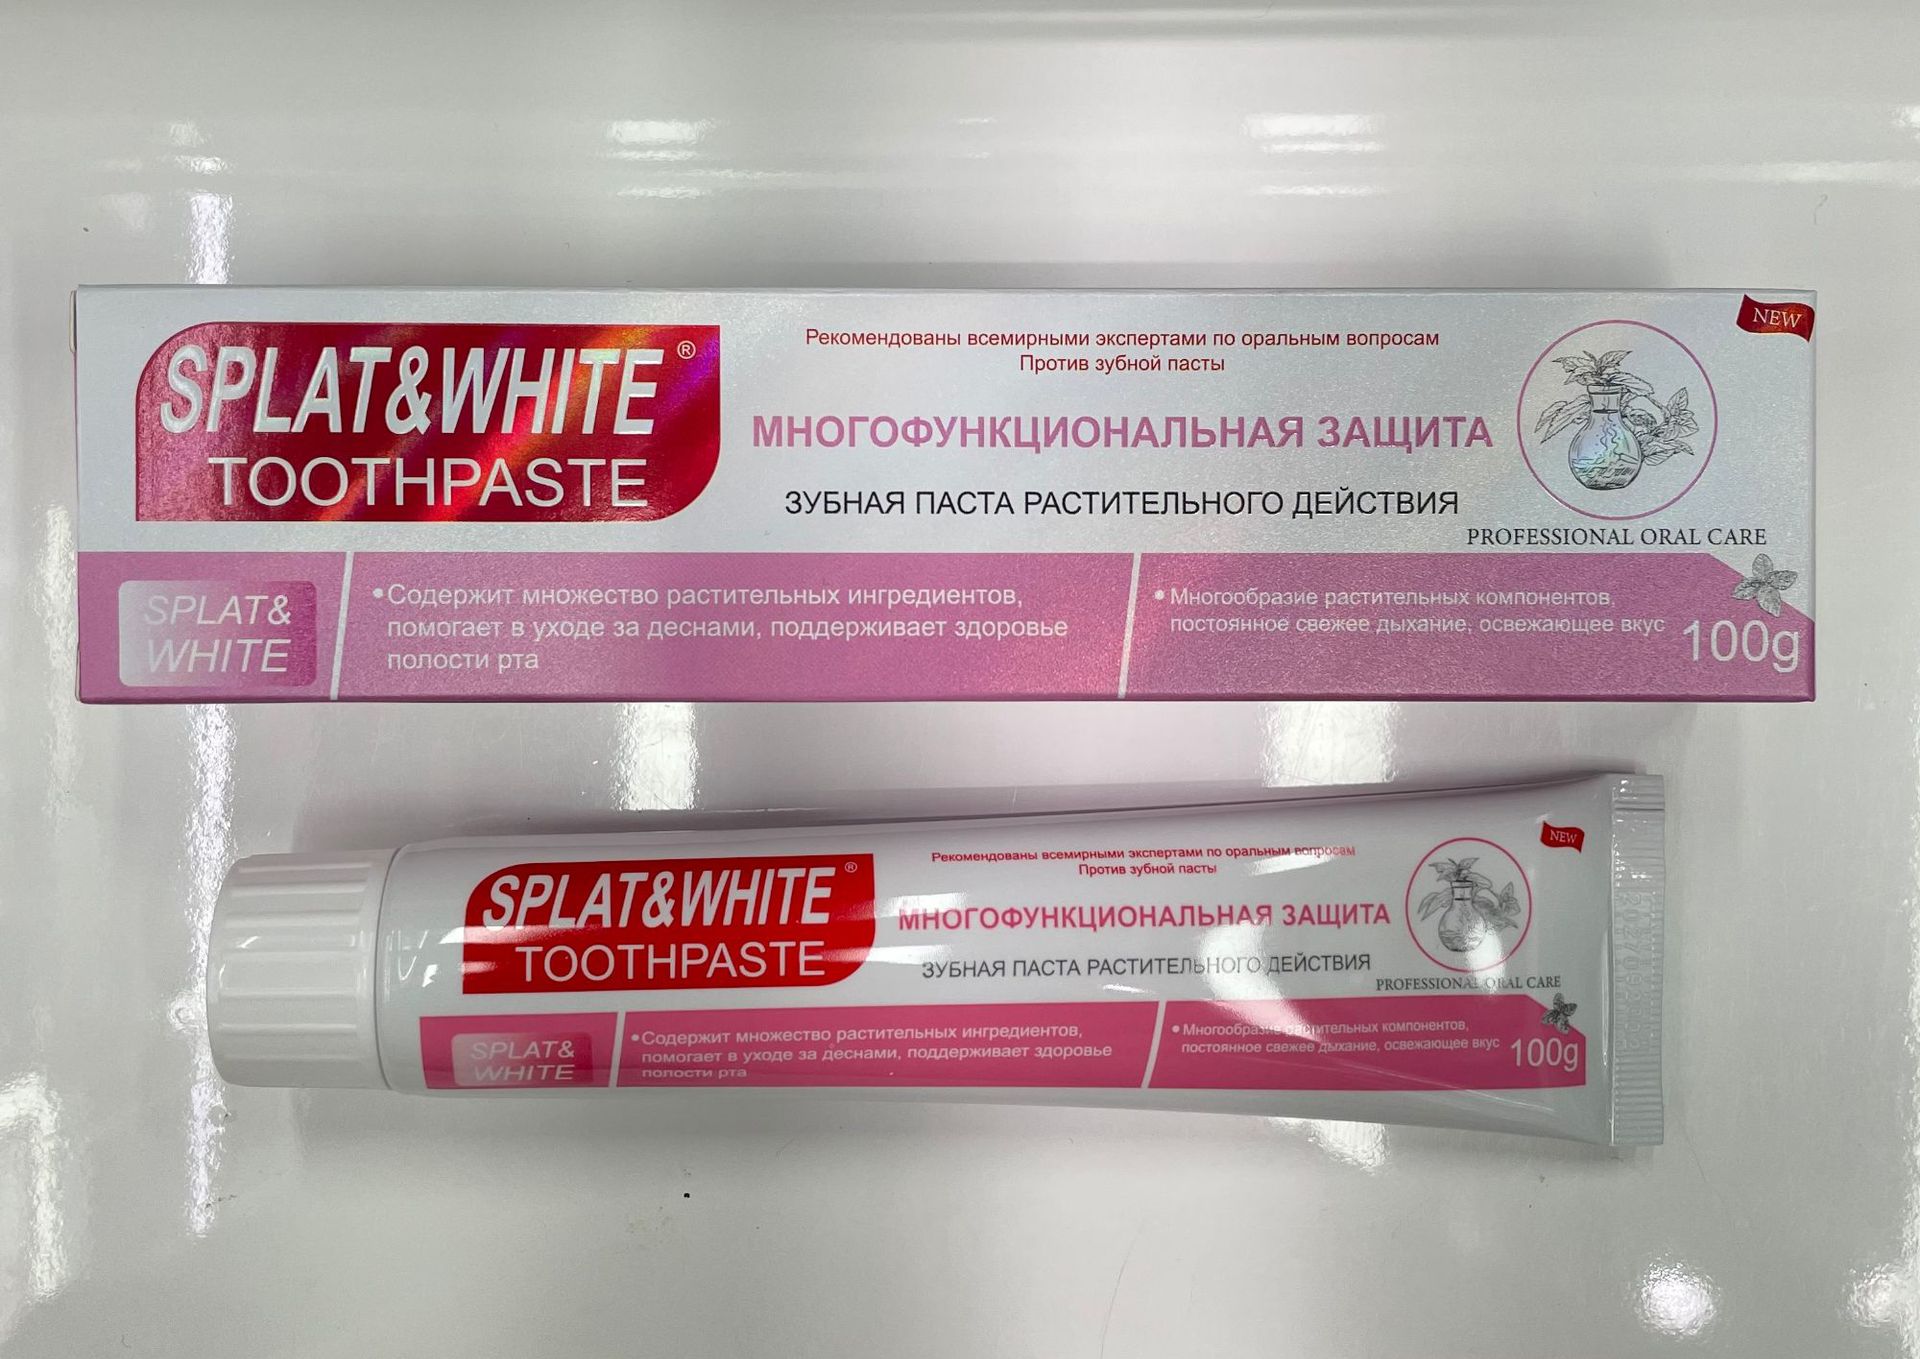 NEW
Рекомендованы всемирными экспертами по оральным вопросам
Против зубной пасты
SPLAT&WHITE ®
TOOTHPASTE
МНОГОФУНКЦИОНАЛЬНАЯ ЗАЩИТА
ЗУБНАЯ ПАСТА РАСТИТЕЛЬНОГО ДЕЙСТВИЯ
PROFESSIONAL ORAL CARE
SPLAT&
WHITE
•Содержит множество растительных ингредиентов,
помогает в уходе за деснами, поддерживает здоровье
полости рта
•Многообразие растительных компонентов,
постоянное свежее дыхание, освежающее вкус
100g
NEW
Рекомендованы всемирными экспертами по оральным вопросам
Против зубной пасты
SPLAT&WHITE ®
TOOTHPASTE
МНОГОФУНКЦИОНАЛЬНАЯ ЗАЩИТА
ЗУБНАЯ ПАСТА РАСТИТЕЛЬНОГО ДЕЙСТВИЯ
PROFESSIONAL ORAL CARE
SPLAT&
WHITE
•Содержит множество растительных ингредиентов,
помогает в уходе за деснами, поддерживает здоровье
полости рта
•Многообразие растительных компонентов,
постоянное свежее дыхание, освежающее вкус
100g